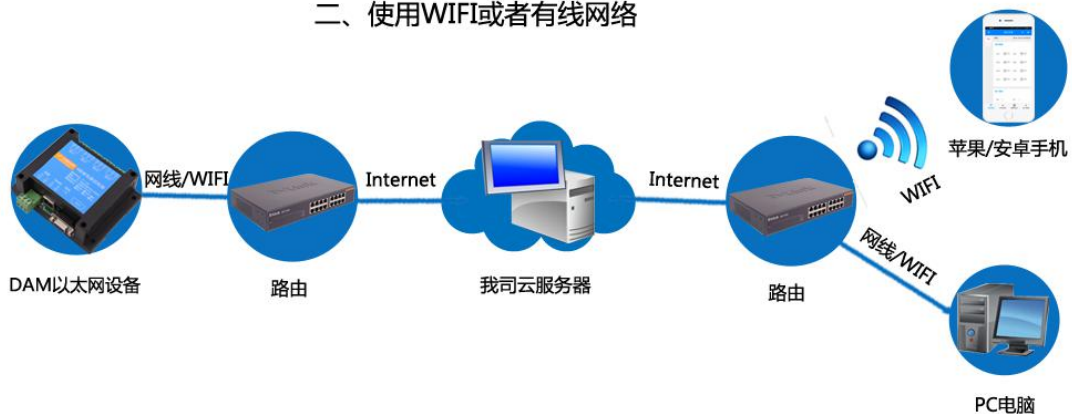 二、使用WIFI或者有线网络
苹果/安卓手机
网线/WIFI
Internet
Internet
WIFI
网线/WIFI
DAM以太网设备
路由
我司云服务器
路由
PC电脑